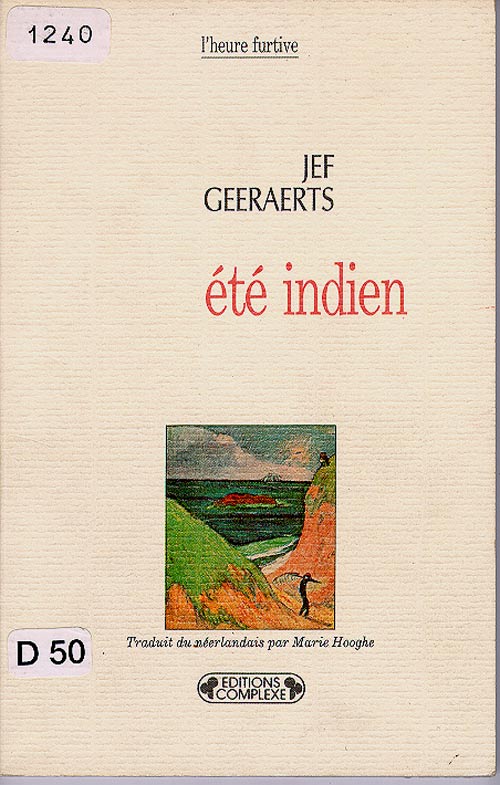 1240
l'heure furtive
JEF
GEERAERTS
été indien
Traduit du néerlandais par Marie Hooghe
D 50
EDITIONS
COMPLEXE